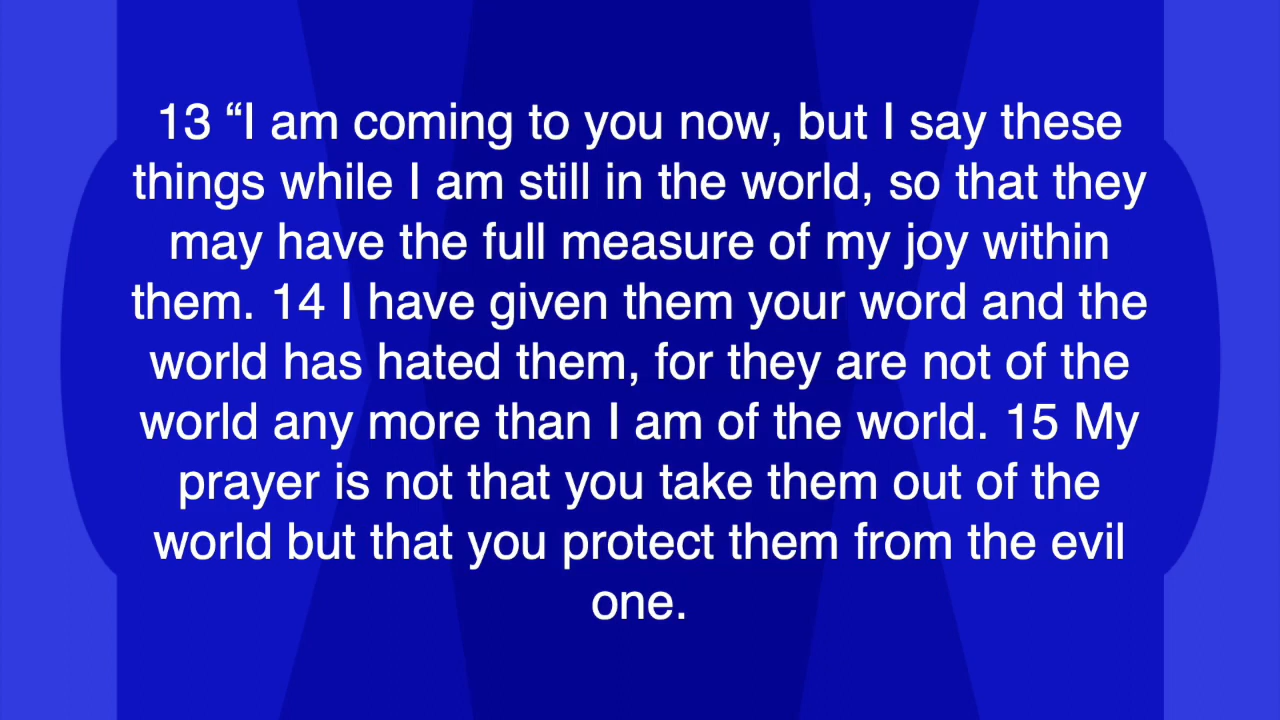 13 “I am coming to you now, but I say these
things while I am still in the world, so that they
may have the full measure of my joy within
them. 14 I have given them your word and the
world has hated them, for they are not of the
world any more than I am of the world. 15 My
prayer is not that you take them out of the
world but that you protect them from the evil
one.